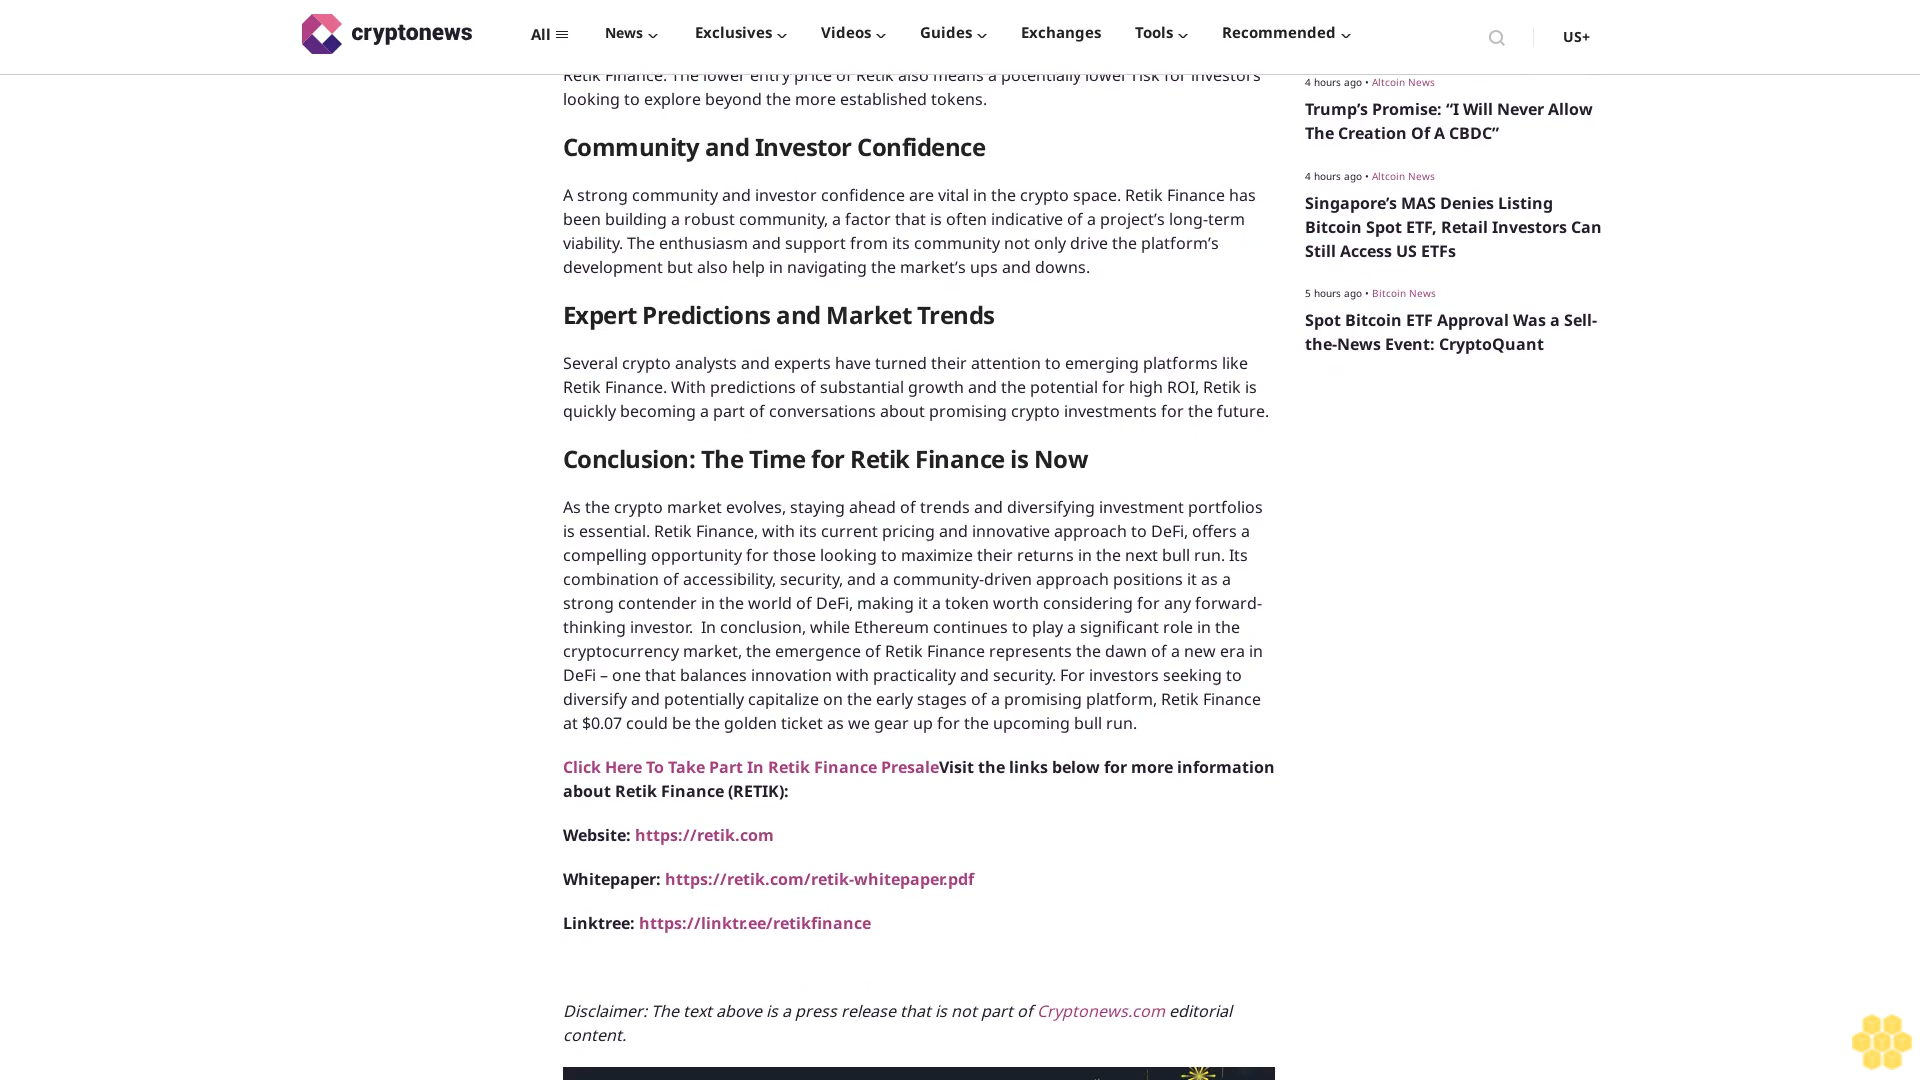 cryptonews
All
News
Exclusives
Videos
Guides
Exchanges
Tools
Recommended
US+
Retik Finance. The lower entry price of Retik also means a potentially lower risk for investors
looking to explore beyond the more established tokens.
Community and Investor Confidence
A strong community and investor confidence are vital in the crypto space. Retik Finance has
been building a robust community, a factor that is often indicative of a project’s long-term
viability. The enthusiasm and support from its community not only drive the platform’s
development but also help in navigating the market’s ups and downs.
Expert Predictions and Market Trends
Several crypto analysts and experts have turned their attention to emerging platforms like
Retik Finance. With predictions of substantial growth and the potential for high ROI, Retik is
quickly becoming a part of conversations about promising crypto investments for the future.
Conclusion: The Time for Retik Finance is Now
As the crypto market evolves, staying ahead of trends and diversifying investment portfolios
is essential. Retik Finance, with its current pricing and innovative approach to DeFi, offers a
compelling opportunity for those looking to maximize their returns in the next bull run. Its
combination of accessibility, security, and a community-driven approach positions it as a
strong contender in the world of DeFi, making it a token worth considering for any forward-
thinking investor.  In conclusion, while Ethereum continues to play a significant role in the
cryptocurrency market, the emergence of Retik Finance represents the dawn of a new era in
DeFi – one that balances innovation with practicality and security. For investors seeking to
diversify and potentially capitalize on the early stages of a promising platform, Retik Finance
at $0.07 could be the golden ticket as we gear up for the upcoming bull run.
Click Here To Take Part In Retik Finance PresaleVisit the links below for more information
about Retik Finance (RETIK):
Website: https://retik.com
Whitepaper: https://retik.com/retik-whitepaper.pdf
Linktree: https://linktr.ee/retikfinance
Disclaimer: The text above is a press release that is not part of Cryptonews.com editorial
content.
4 hours ago • Altcoin News
Trump’s Promise: “I Will Never Allow
The Creation Of A CBDC”
4 hours ago • Altcoin News
Singapore’s MAS Denies Listing
Bitcoin Spot ETF, Retail Investors Can
Still Access US ETFs
5 hours ago • Bitcoin News
Spot Bitcoin ETF Approval Was a Sell-
the-News Event: CryptoQuant